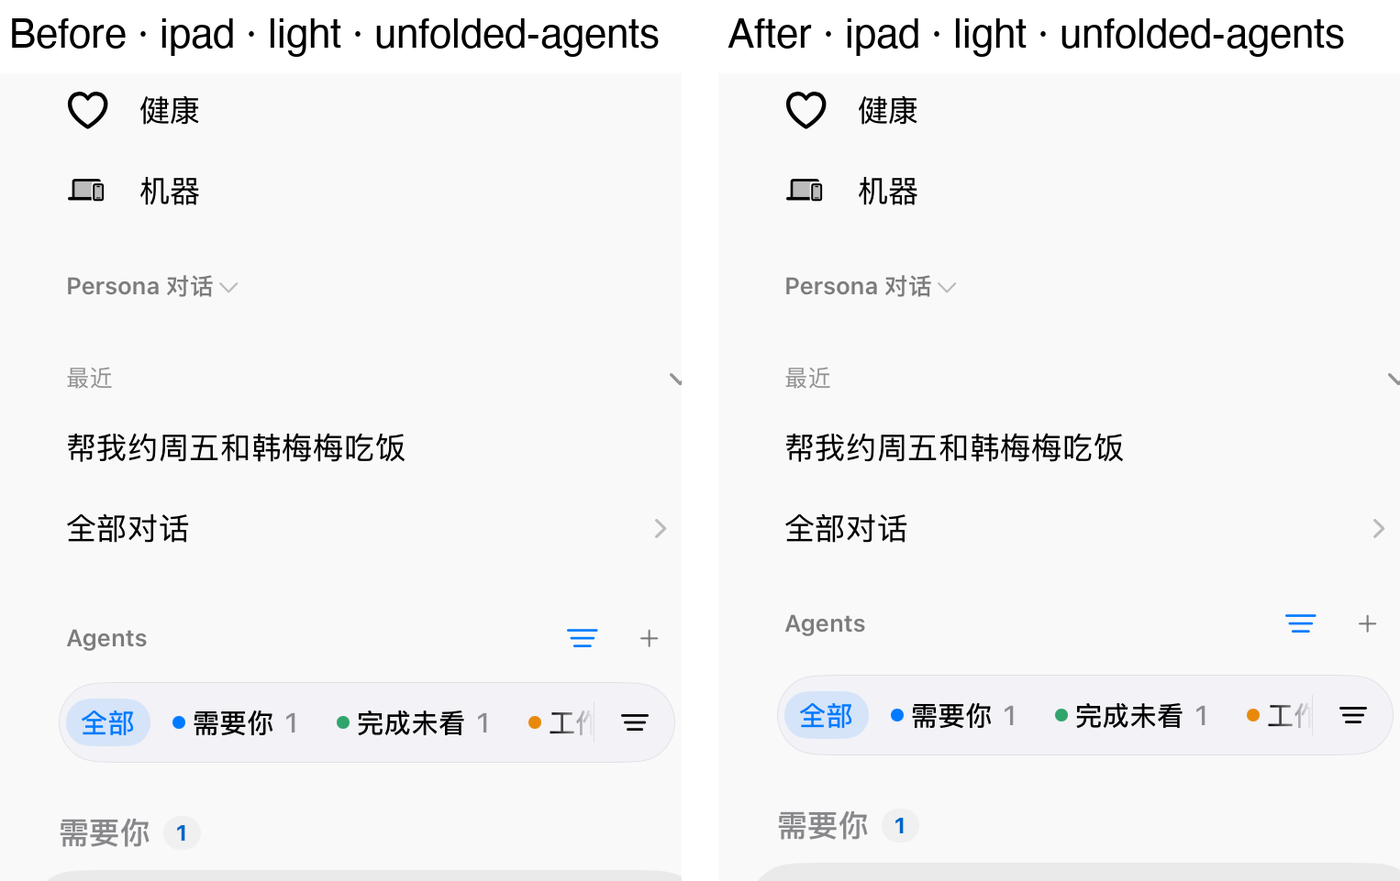 Before · ipad · light · unfolded-agents
健康
机器
Persona 对话
最近
帮我约周五和韩梅梅吃饭
全部对话
Agents
全部 需要你 1 完成未看 1 工作
需要你 1
After · ipad · light · unfolded-agents
健康
机器
Persona 对话
最近
帮我约周五和韩梅梅吃饭
全部对话
Agents
全部 需要你 1 完成未看 1 工作
需要你 1